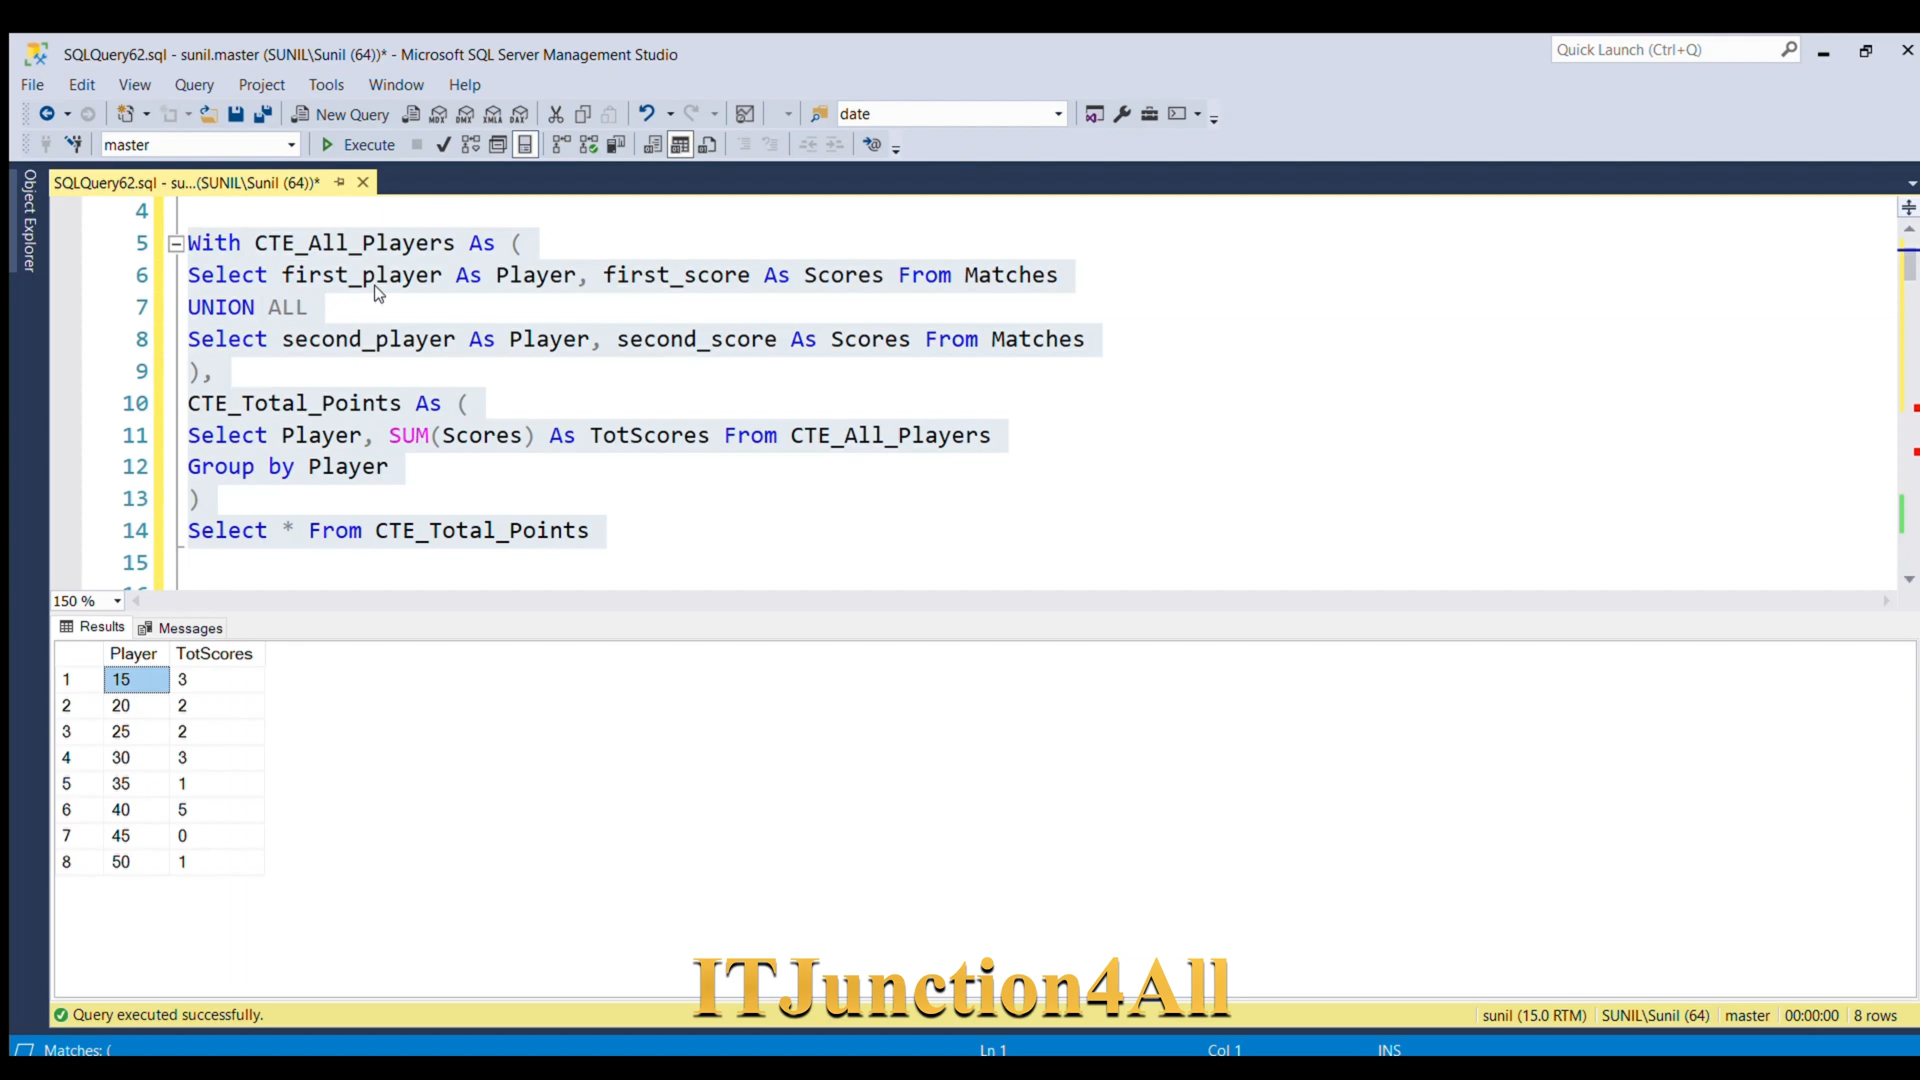 SQLQuery62.sql - sunil.master (SUNIL\Sunil (64))* - Microsoft SQL Server Management Studio
Quick Launch (Ctrl+Q)
File Edit View Query Project Tools Window Help
New Query
MDX DMX XMLA DAX
date
master
Execute
Object Explorer
SQLQuery62.sql - su...(SUNIL\Sunil (64))*
4
5 With CTE_All_Players As (
6 Select first_player As Player, first_score As Scores From Matches
7 UNION ALL
8 Select second_player As Player, second_score As Scores From Matches
9 ),
10 CTE_Total_Points As (
11 Select Player, SUM(Scores) As TotScores From CTE_All_Players
12 Group by Player
13 )
14 Select * From CTE_Total_Points
15
150 %
Results Messages
Player TotScores
1 15 3
2 20 2
3 25 2
4 30 3
5 35 1
6 40 5
7 45 0
8 50 1
ITJunction4All
Query executed successfully.
sunil (15.0 RTM) SUNIL\Sunil (64) master 00:00:00 8 rows
Matches: (
Ln 1 Col 1 INS